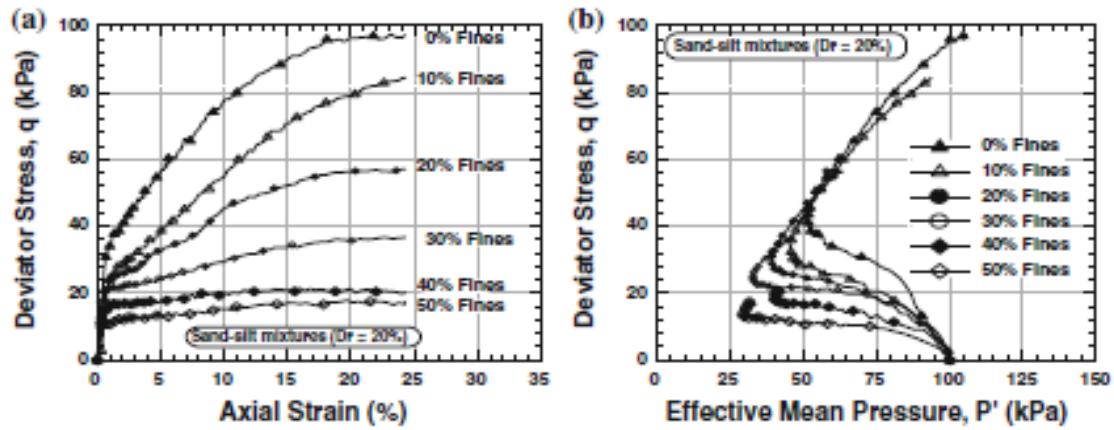 (a)
100
80
60
40
20
0
Deviator Stress, q (kPa)
0% Fines
10% Fines
20% Fines
30% Fines
40% Fines
50% Fines
Sand-silt mixtures (Dr = 20%)
0 5 10 15 20 25 30 35
Axial Strain (%)
(b)
100
80
60
40
20
0
Deviator Stress, q (kPa)
Sand-silt mixtures (Dr = 20%)
0% Fines
10% Fines
20% Fines
30% Fines
40% Fines
50% Fines
0 25 50 75 100 125 150
Effective Mean Pressure, P' (kPa)